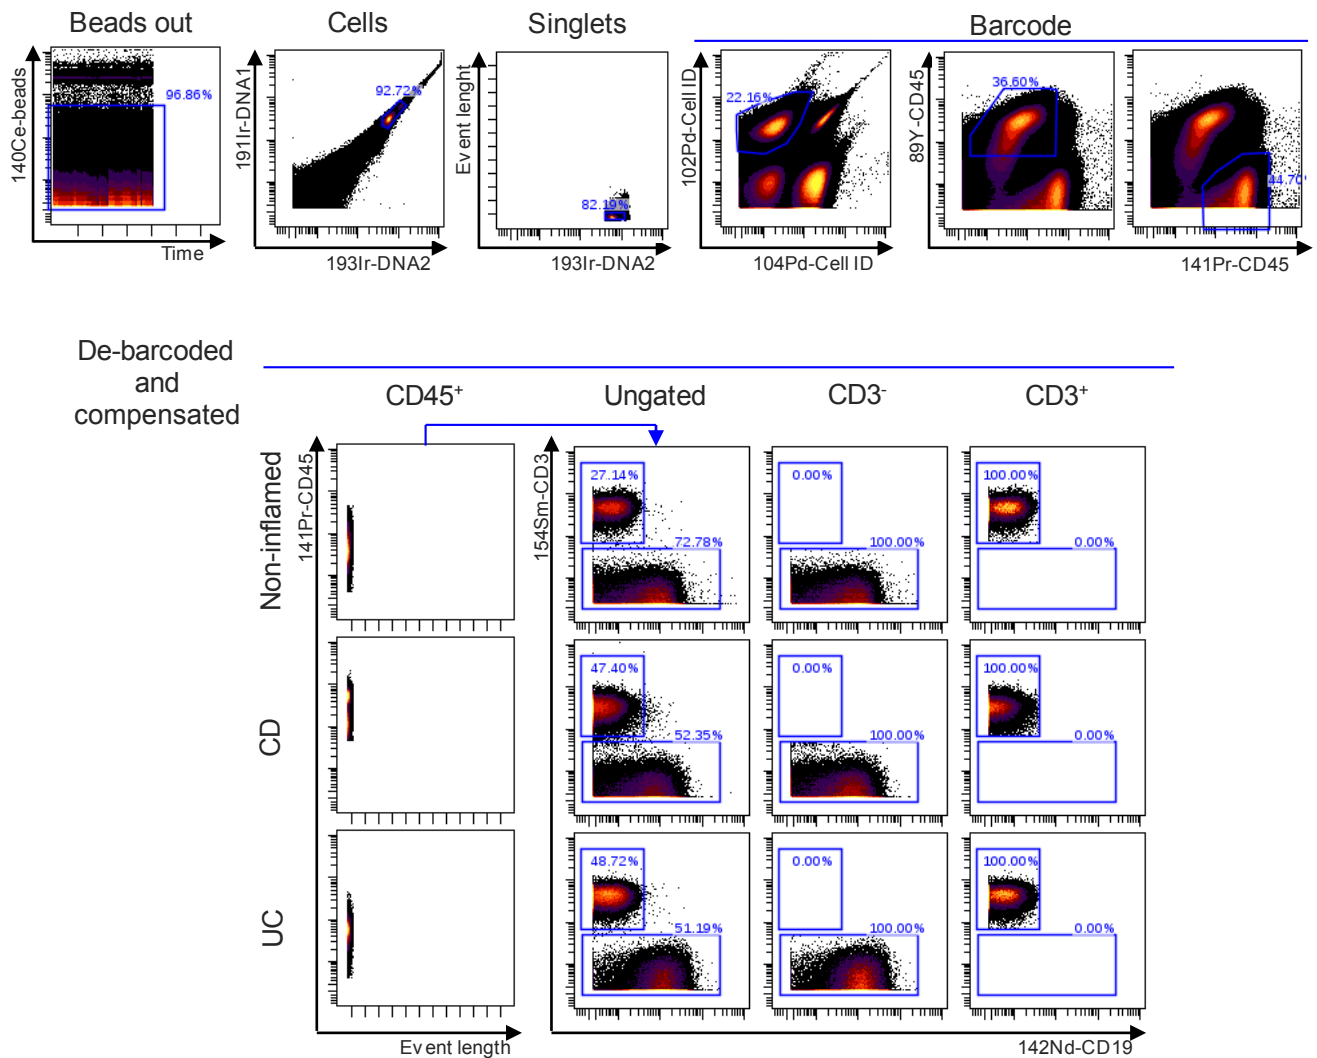 Beads out
Cells
Singlets
Barcode
140Ce-beads
96.86%
Time
191Ir-DNA1
92.72%
193Ir-DNA2
Event lenght
82.19%
193Ir-DNA2
102Pd-Cell ID
22.16%
104Pd-Cell ID
89Y-CD45
36.60%
44.70
141Pr-CD45
De-barcoded
and
compensated
CD45+
Ungated
CD3-
CD3+
Non-inflamed
141Pr-CD45
154Sm-CD3
27.14%
72.78%
0.00%
100.00%
100.00%
0.00%
CD
47.40%
52.35%
0.00%
100.00%
100.00%
0.00%
UC
48.72%
51.19%
0.00%
100.00%
100.00%
0.00%
Event length
142Nd-CD19